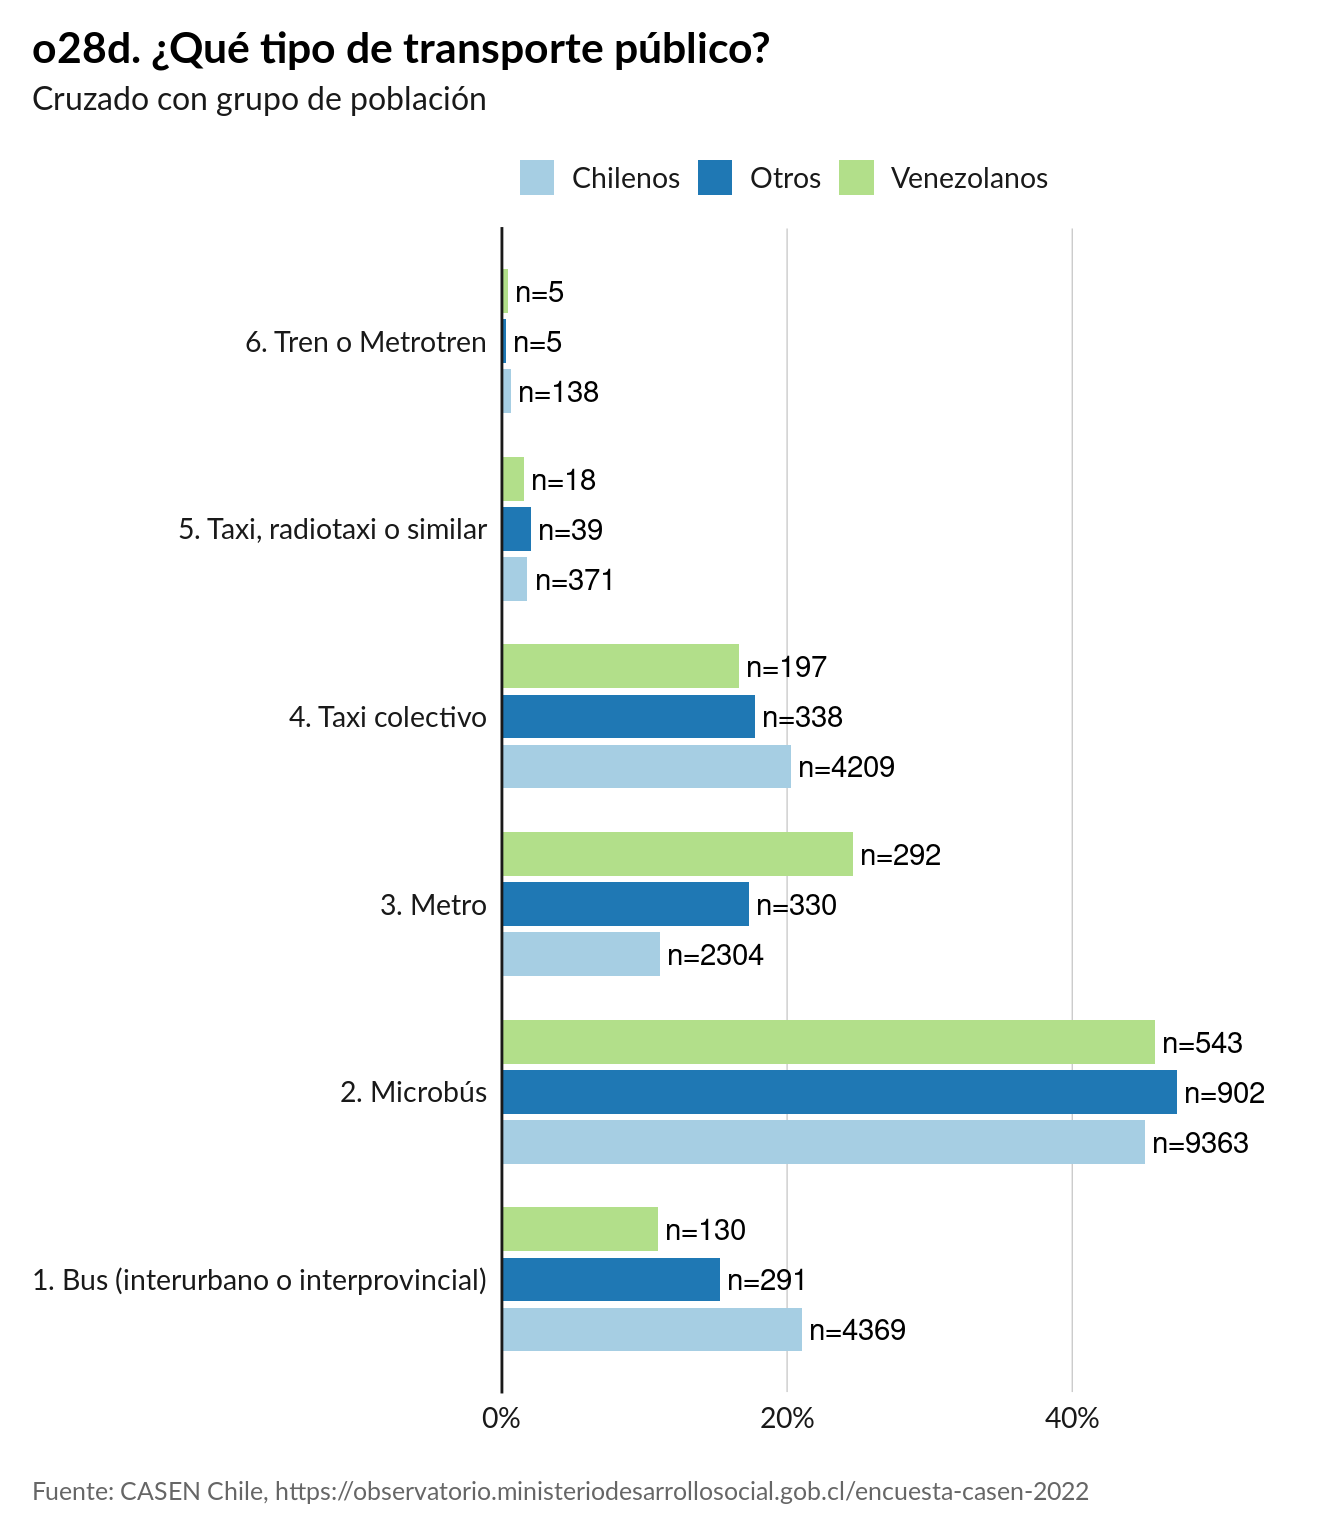 o28d. ¿Qué tipo de transporte público?
Cruzado con grupo de población
Chilenos Otros Venezolanos
n=5
6. Tren o Metrotren n=5
n=138
n=18
5. Taxi, radiotaxi o similar n=39
n=371
n=197
4. Taxi colectivo n=338
n=4209
n=292
3. Metro n=330
n=2304
n=543
2. Microbús n=902
n=9363
n=130
1. Bus (interurbano o interprovincial) n=291
n=4369
0% 20% 40%
Fuente: CASEN Chile, https://observatorio.ministeriodesarrollosocial.gob.cl/encuesta-casen-2022